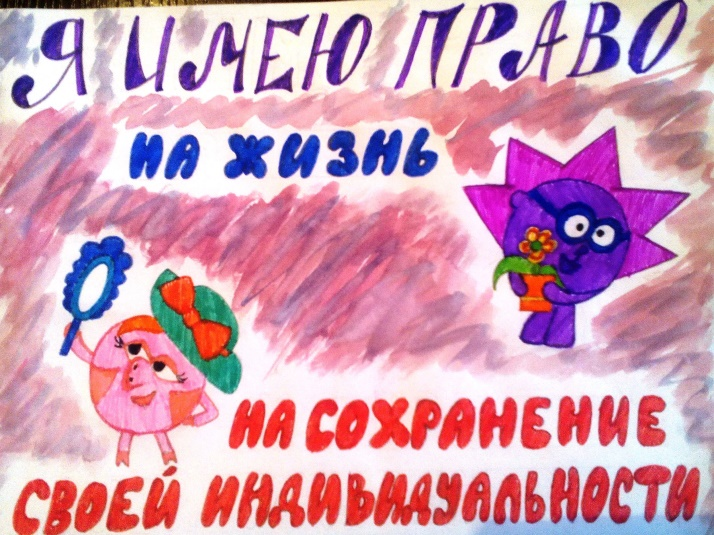 Я ИМЕЮ ПРАВО
НА ЖИЗНЬ
НА СОХРАНЕНИЕ
СВОЕЙ ИНДИВИДУАЛЬНОСТИ